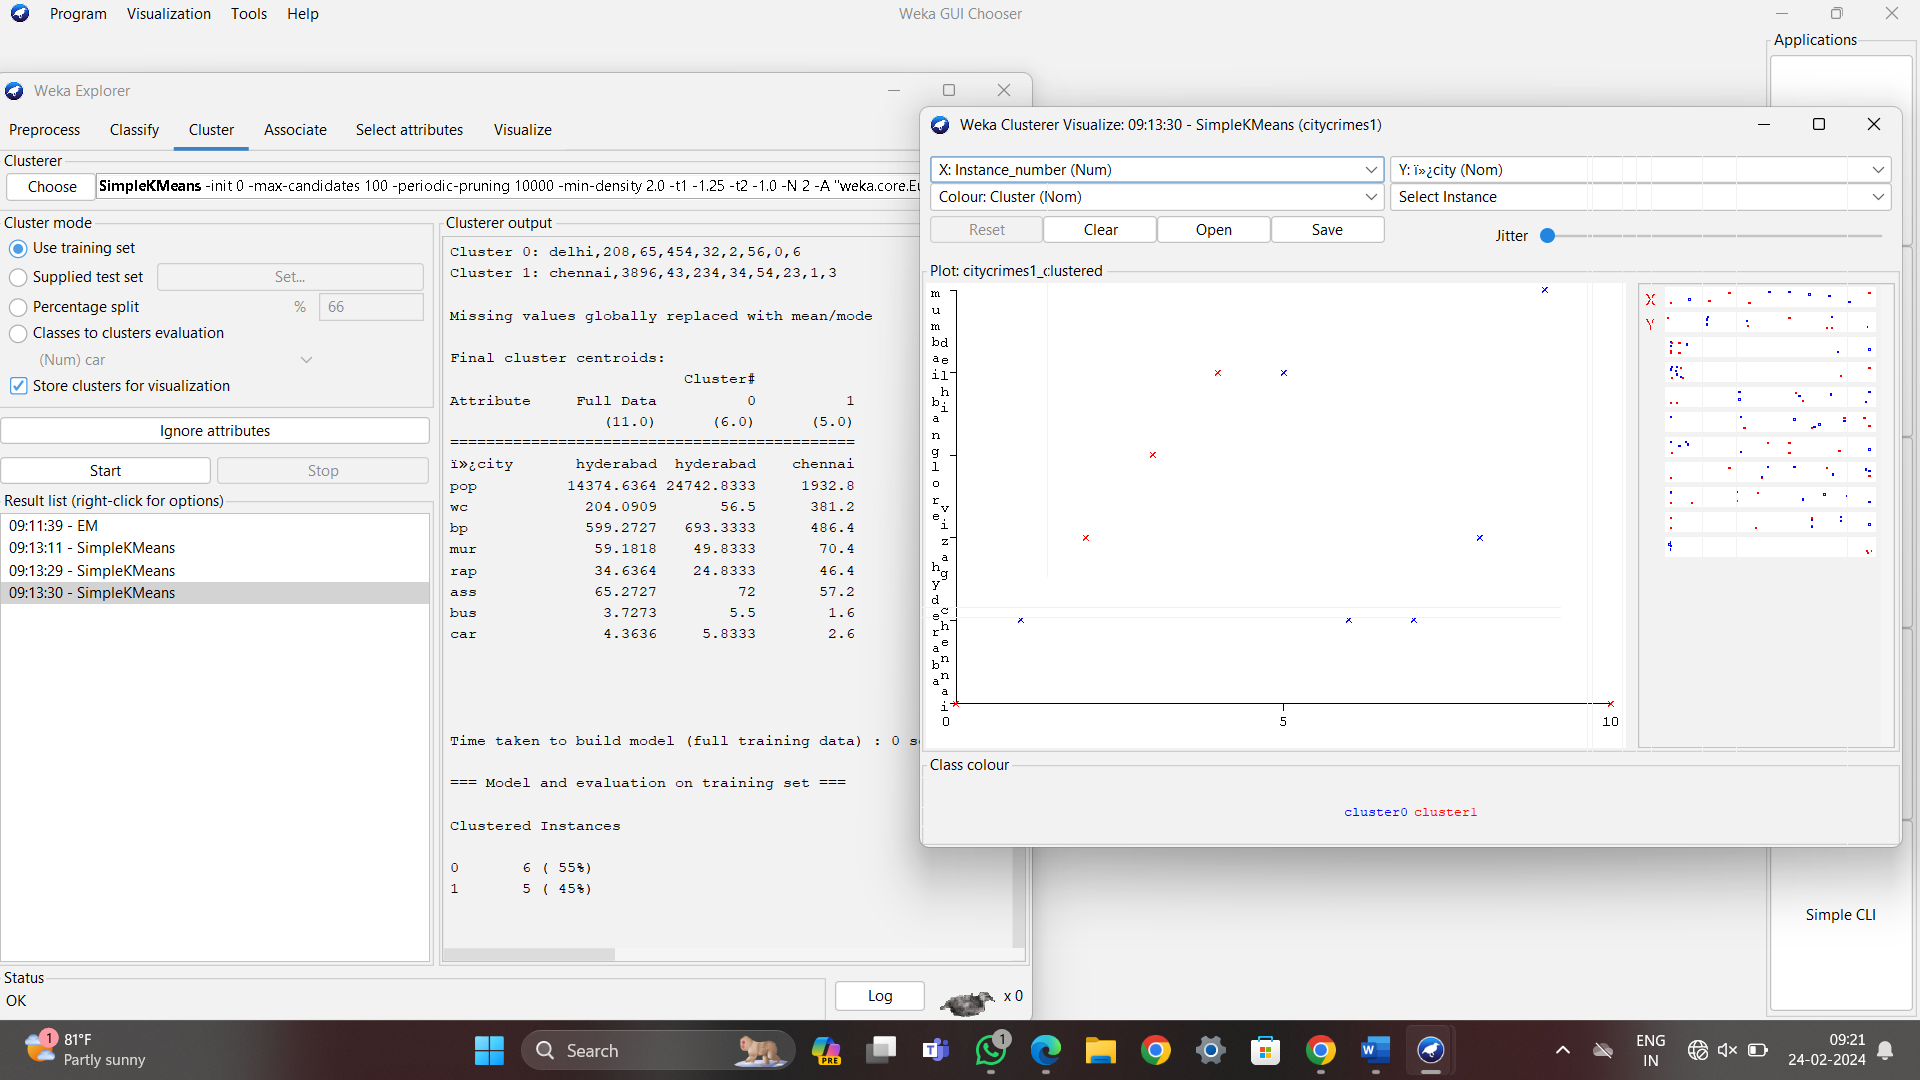 Program Visualization Tools Help
Weka GUI Chooser
Applications
Weka Explorer
Preprocess Classify Cluster Associate Select attributes Visualize
Clusterer
Choose SimpleKMeans -init 0 -max-candidates 100 -periodic-pruning 10000 -min-density 2.0 -t1 -1.25 -t2 -1.0 -N 2 -A "weka.core.Eu
Cluster mode
Use training set
Supplied test set Set...
Percentage split % 66
Classes to clusters evaluation
(Num) car
Store clusters for visualization
Ignore attributes
Start Stop
Result list (right-click for options)
09:11:39 - EM
09:13:11 - SimpleKMeans
09:13:29 - SimpleKMeans
09:13:30 - SimpleKMeans
Clusterer output
Cluster 0: delhi,208,65,454,32,2,56,0,6
Cluster 1: chennai,3896,43,234,34,54,23,1,3
Missing values globally replaced with mean/mode
Final cluster centroids:
Cluster#
Attribute Full Data 0 1
(11.0) (6.0) (5.0)
==============================================
ï»¿city hyderabad hyderabad chennai
pop 14374.6364 24742.8333 1932.8
wc 204.0909 56.5 381.2
bp 599.2727 693.3333 486.4
mur 59.1818 49.8333 70.4
rap 34.6364 24.8333 46.4
ass 65.2727 72 57.2
bus 3.7273 5.5 1.6
car 4.3636 5.8333 2.6
Time taken to build model (full training data) : 0 s
=== Model and evaluation on training set ===
Clustered Instances
0 6 ( 55%)
1 5 ( 45%)
Status
OK
Log x 0
Weka Clusterer Visualize: 09:13:30 - SimpleKMeans (citycrimes1)
X: Instance_number (Num) Y: ï»¿city (Nom)
Colour: Cluster (Nom) Select Instance
Reset Clear Open Save Jitter
Plot: citycrimes1_clustered
mumbai
delhi
banglore
vizag
hyderaba
chennai
0 5 10
X
Y
Class colour
cluster0 cluster1
Simple CLI
1
81°F
Partly sunny
Search
PRE
1
ENG
IN
09:21
24-02-2024